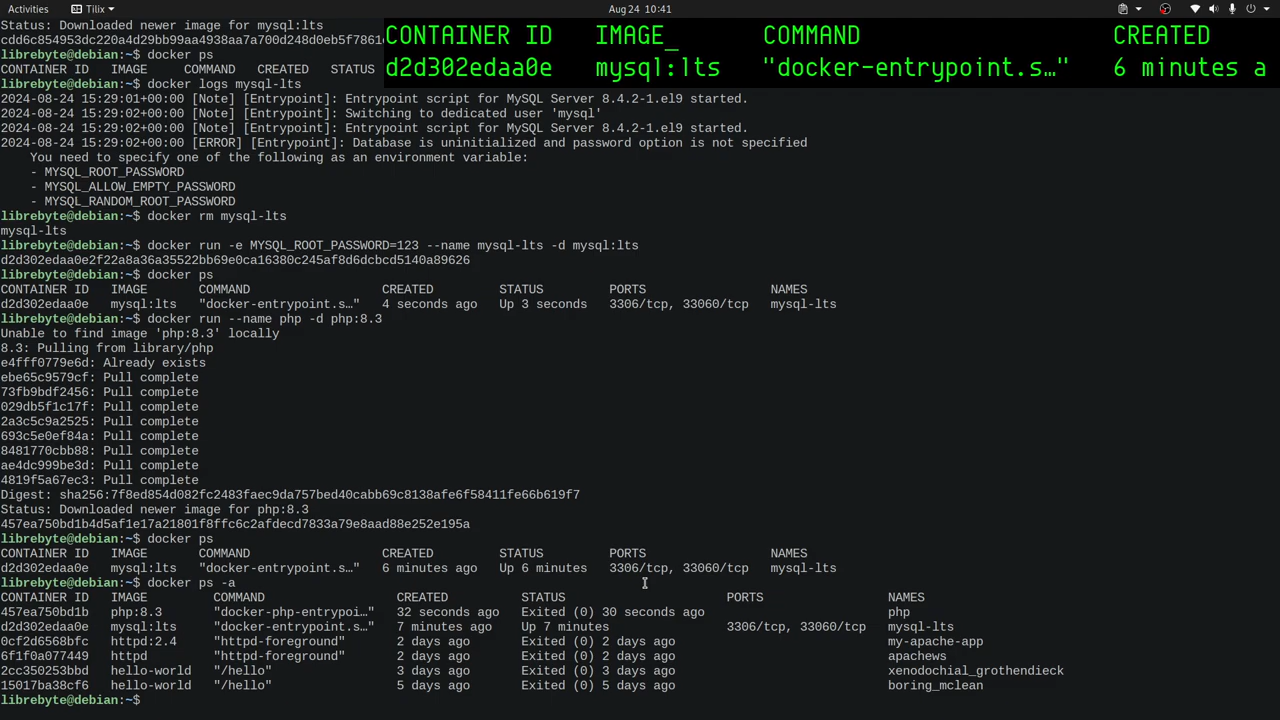 Activities Tilix Aug 24 10:41
Status: Downloaded newer image for mysql:lts
cdd6c854953dc220a4d29bb99aa4938aa7a700d248d0eb5f7861
CONTAINER ID IMAGE_ COMMAND CREATED
d2d302edaa0e mysql:lts "docker-entrypoint.s…" 6 minutes a
librebyte@debian:~$ docker ps
CONTAINER ID IMAGE COMMAND CREATED STATUS
librebyte@debian:~$ docker logs mysql-lts
2024-08-24 15:29:01+00:00 [Note] [Entrypoint]: Entrypoint script for MySQL Server 8.4.2-1.el9 started.
2024-08-24 15:29:02+00:00 [Note] [Entrypoint]: Switching to dedicated user 'mysql'
2024-08-24 15:29:02+00:00 [Note] [Entrypoint]: Entrypoint script for MySQL Server 8.4.2-1.el9 started.
2024-08-24 15:29:02+00:00 [ERROR] [Entrypoint]: Database is uninitialized and password option is not specified
You need to specify one of the following as an environment variable:
- MYSQL_ROOT_PASSWORD
- MYSQL_ALLOW_EMPTY_PASSWORD
- MYSQL_RANDOM_ROOT_PASSWORD
librebyte@debian:~$ docker rm mysql-lts
mysql-lts
librebyte@debian:~$ docker run -e MYSQL_ROOT_PASSWORD=123 --name mysql-lts -d mysql:lts
d2d302edaa0e2f22a8a36a35522bb69e0ca16380c245af8d6dcbcd5140a89626
librebyte@debian:~$ docker ps
CONTAINER ID IMAGE COMMAND CREATED STATUS PORTS NAMES
d2d302edaa0e mysql:lts "docker-entrypoint.s…" 4 seconds ago Up 3 seconds 3306/tcp, 33060/tcp mysql-lts
librebyte@debian:~$ docker run --name php -d php:8.3
Unable to find image 'php:8.3' locally
8.3: Pulling from library/php
e4fff0779e6d: Already exists
ebe65c9579cf: Pull complete
73fb9bdf2456: Pull complete
029db5f1c17f: Pull complete
2a3c5c9a2525: Pull complete
693c5e0ef84a: Pull complete
8481770cbb88: Pull complete
ae4dc999be3d: Pull complete
4819f5a67ec3: Pull complete
Digest: sha256:7f8ed854d082fc2483faec9da757bed40cabb69c8138afe6f58411fe66b619f7
Status: Downloaded newer image for php:8.3
457ea750bd1b4d5af1e17a21801f8ffc6c2afdecd7833a79e8aad88e252e195a
librebyte@debian:~$ docker ps
CONTAINER ID IMAGE COMMAND CREATED STATUS PORTS NAMES
d2d302edaa0e mysql:lts "docker-entrypoint.s…" 6 minutes ago Up 6 minutes 3306/tcp, 33060/tcp mysql-lts
librebyte@debian:~$ docker ps -a
CONTAINER ID IMAGE COMMAND CREATED STATUS PORTS NAMES
457ea750bd1b php:8.3 "docker-php-entrypoi…" 32 seconds ago Exited (0) 30 seconds ago php
d2d302edaa0e mysql:lts "docker-entrypoint.s…" 7 minutes ago Up 7 minutes 3306/tcp, 33060/tcp mysql-lts
0cf2d6568bfc httpd:2.4 "httpd-foreground" 2 days ago Exited (0) 2 days ago my-apache-app
6f1f0a077449 httpd "httpd-foreground" 2 days ago Exited (0) 2 days ago apachews
2cc350253bbd hello-world "/hello" 3 days ago Exited (0) 3 days ago xenodochial_grothendieck
15017ba38cf6 hello-world "/hello" 5 days ago Exited (0) 5 days ago boring_mclean
librebyte@debian:~$